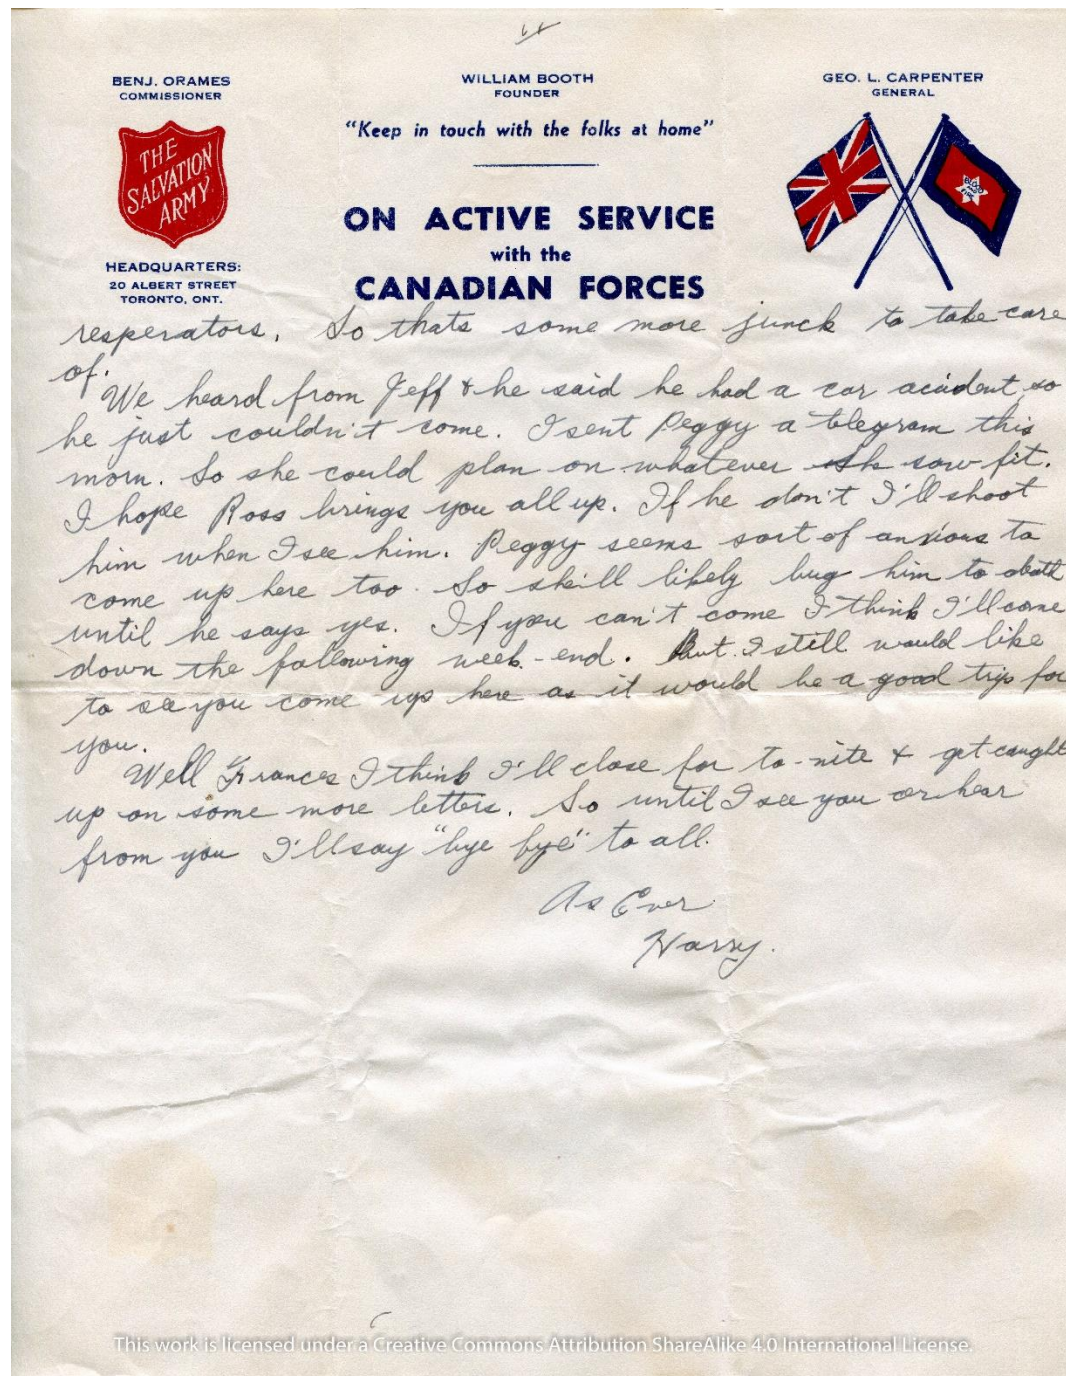 BENJ. ORAMES
COMMISSIONER
WILLIAM BOOTH
FOUNDER
GEO. L. CARPENTER
GENERAL
"Keep in touch with the folks at home"
THE
SALVATION
ARMY
BLOOD
AND
FIRE
ON ACTIVE SERVICE
with the
CANADIAN FORCES
HEADQUARTERS:
20 ALBERT STREET
TORONTO, ONT.
resperators. So thats some more junck to take care
of.
We heard from Jeff & he said he had a car acident so
he just couldn't come. I sent Peggy a telegram this
morn. So she could plan on whatever she saw fit.
I hope Ross brings you all up. If he don't I'll shoot
him when I see him. Peggy seems sort of anxious to
come up here too. So she'll likely bug him to death
until he says yes. If you can't come I think I'll come
down the following week-end. But I still would like
to see you come up here as it would be a good trip for
you.
Well Frances I think I'll close for to-nite & get caught
up on some more letters. So until I see you or hear
from you I'll say "bye bye" to all.
As Ever
Harry.
This work is licensed under a Creative Commons Attribution ShareAlike 4.0 International License.